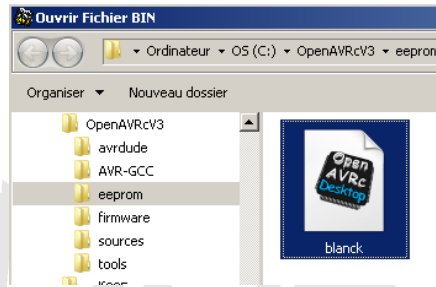 Ouvrir Fichier BIN
Ordinateur OS (C:) OpenAVRcV3 eeprom
Organiser Nouveau dossier
OpenAVRcV3
avrdude
AVR-GCC
eeprom
firmware
sources
tools
Open
AVRc
Desktop
blanck